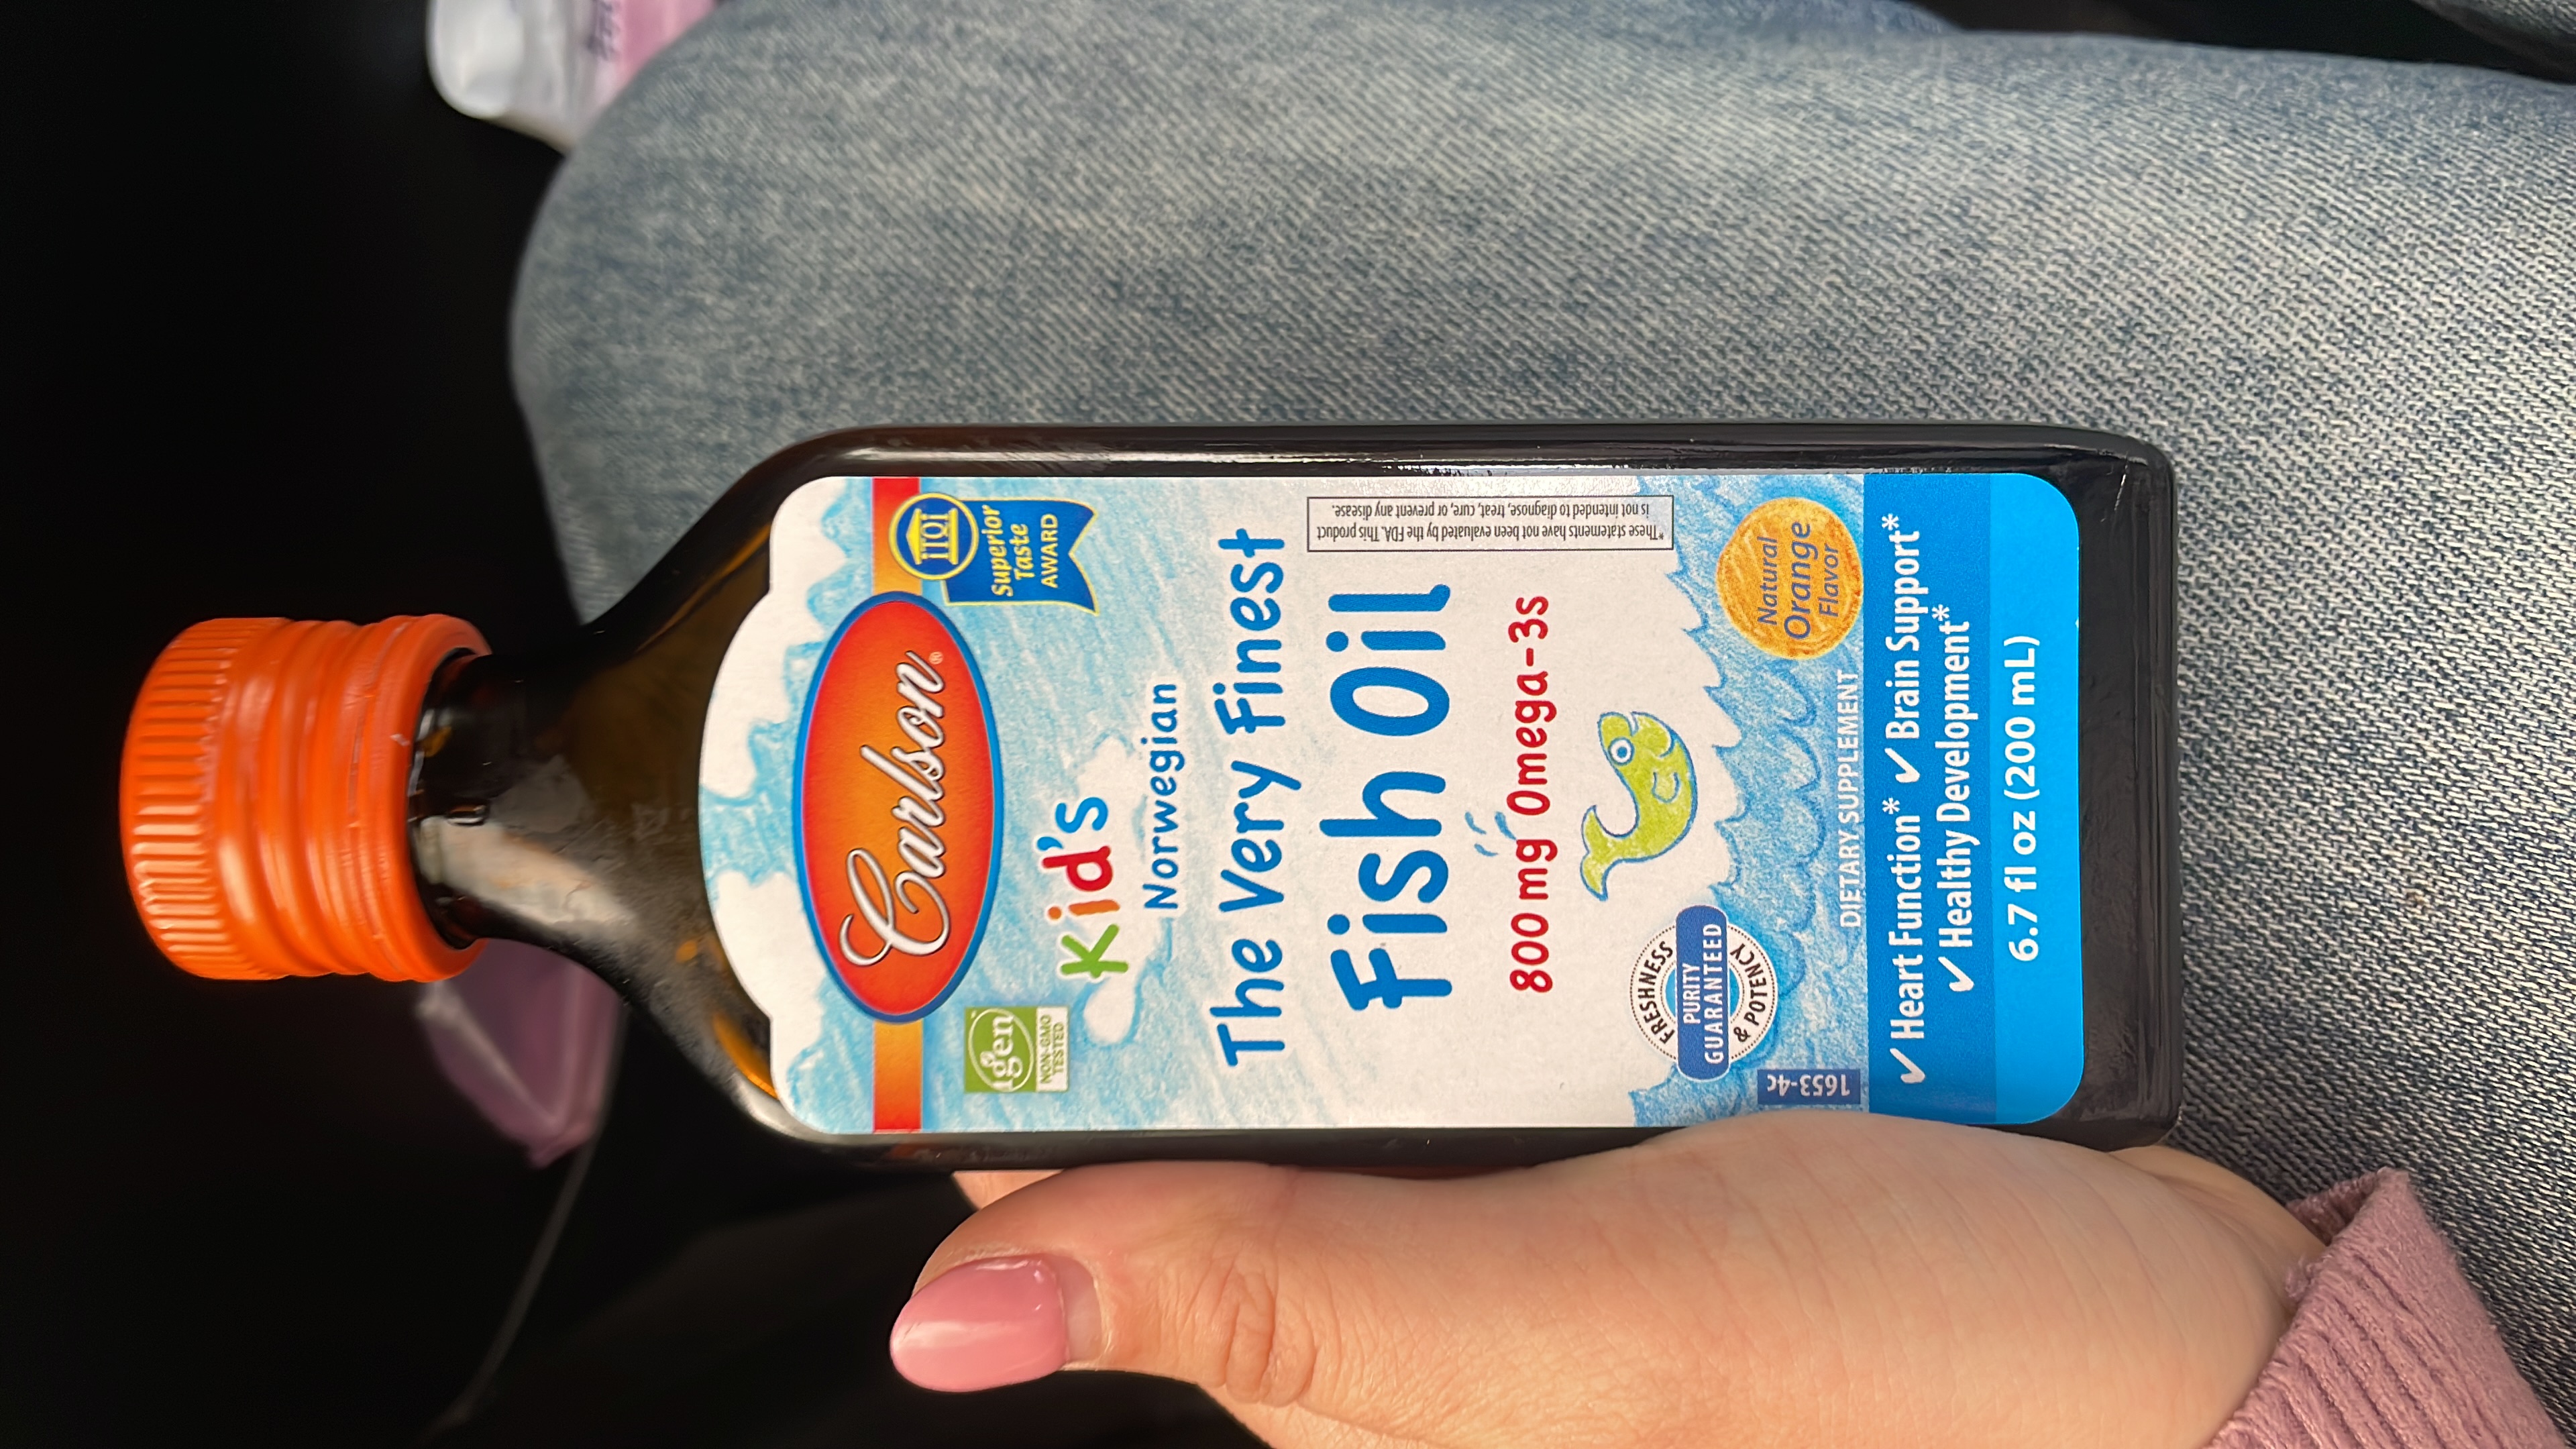 Carlson®
iTQi
Superior
Taste
AWARD
igen™
NON-GMO
TESTED
Kid's
Norwegian
The Very Finest
Fish Oil
800 mg Omega-3s
*These statements have not been evaluated by the FDA. This product
is not intended to diagnose, treat, cure, or prevent any disease.
FRESHNESS
PURITY
GUARANTEED
& POTENCY
Natural
Orange
Flavor
1653-4c
DIETARY SUPPLEMENT
✓ Heart Function* ✓ Brain Support*
✓ Healthy Development*
6.7 fl oz (200 mL)